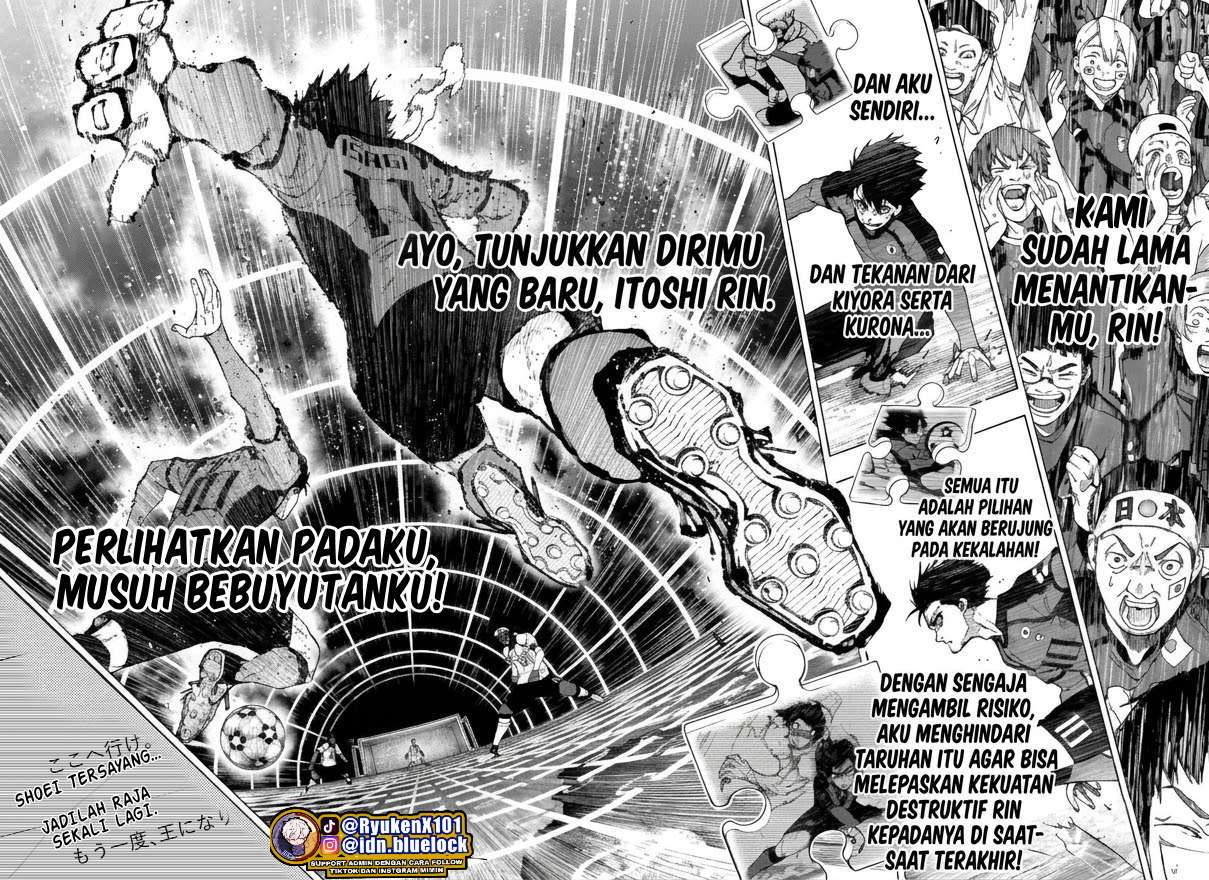 KAMI
SUDAH LAMA
MENANTIKAN-
MU, RIN!
日本
DAN AKU
SENDIRI...
DAN TEKANAN DARI
KIYORA SERTA
KURONA...
SEMUA ITU
ADALAH PILIHAN
YANG AKAN BERUJUNG
PADA KEKALAHAN!
DENGAN SENGAJA
MENGAMBIL RISIKO,
AKU MENGHINDARI
TARUHAN ITU AGAR BISA
MELEPASKAN KEKUATAN
DESTRUKTIF RIN
KEPADANYA DI SAAT-
SAAT TERAKHIR!
ISAGI
11
AYO, TUNJUKKAN DIRIMU
YANG BARU, ITOSHI RIN.
PERLIHATKAN PADAKU,
MUSUH BEBUYUTANKU!
ここへ行け。
SHOEI TERSAYANG...
JADILAH RAJA
SEKALI LAGI.
もう一度、王になり
@RyukenX101
@idn.bluelock
SUPPORT ADMIN DENGAN CARA FOLLOW
TIKTOK DAN INSTGRAM MIMIN